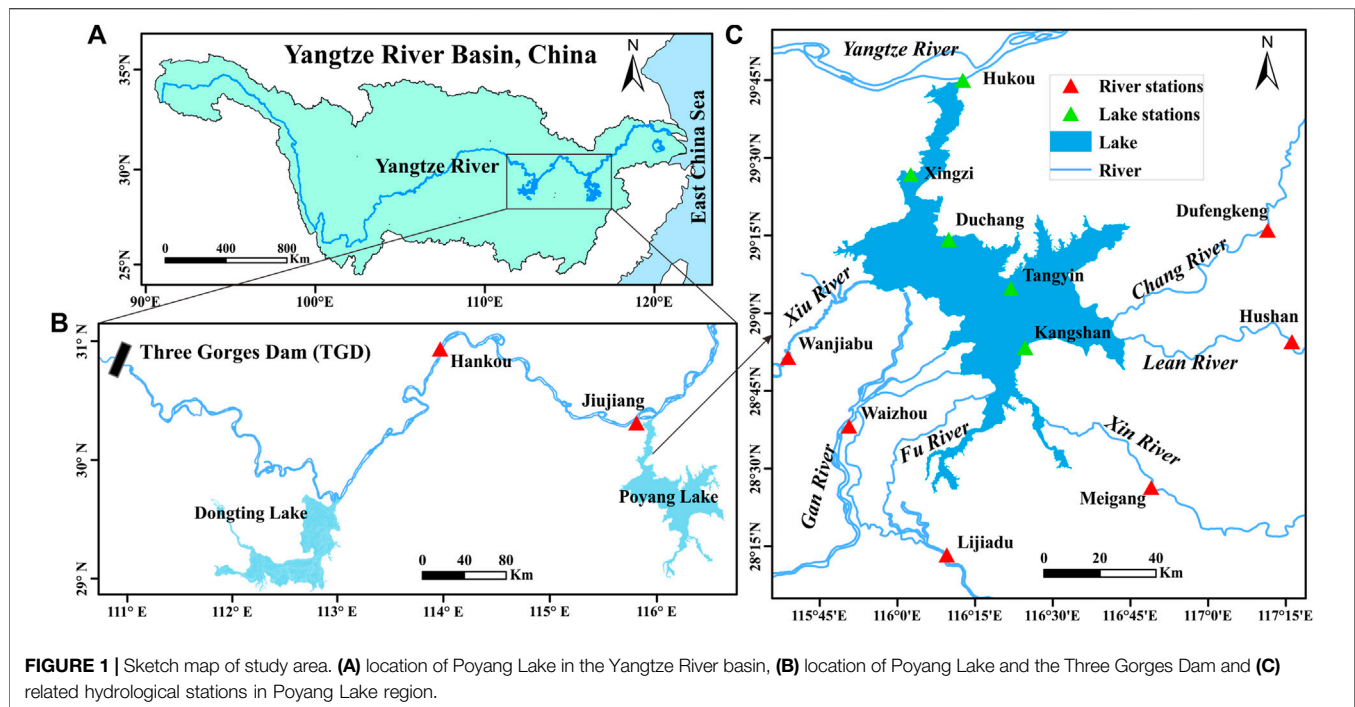 A
Yangtze River Basin, China
N
35°N
30°N
25°N
Yangtze River
East China Sea
0 400 800
Km
90°E 100°E 110°E 120°E
B
31°N
30°N
29°N
Three Gorges Dam (TGD)
Hankou
Jiujiang
Dongting Lake
Poyang Lake
0 40 80
Km
111° E 112° E 113° E 114° E 115° E 116° E
C
Yangtze River
N
Hukou
River stations
Lake stations
Lake
River
29°45'N
29°30'N
29°15'N
29°0'N
28°45'N
28°30'N
28°15'N
Xingzi
Duchang
Dufengkeng
Tangyin
Chang River
Xiu River
Kangshan
Hushan
Wanjiabu
Lean River
Waizhou
Fu River
Xin River
Gan River
Meigang
Lijiadu
0 20 40
Km
115°45'E 116°0'E 116°15'E 116°30'E 116°45'E 117°0'E 117°15'E
FIGURE 1 | Sketch map of study area. (A) location of Poyang Lake in the Yangtze River basin, (B) location of Poyang Lake and the Three Gorges Dam and (C)
related hydrological stations in Poyang Lake region.